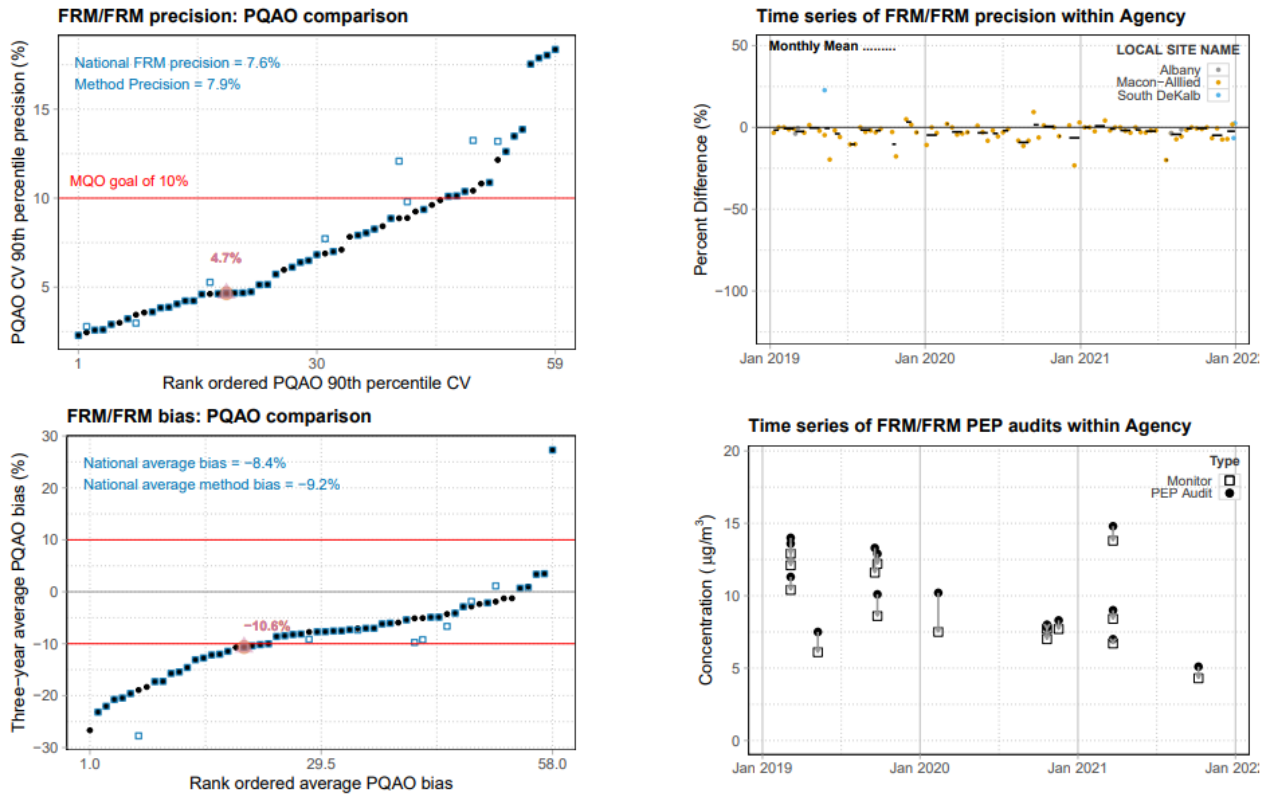 FRM/FRM precision: PQAO comparison
PQAO CV 90th percentile precision (%)
National FRM precision = 7.6%
Method Precision = 7.9%
15
MQO goal of 10%
10
4.7%
5
1
30
59
Rank ordered PQAO 90th percentile CV
Time series of FRM/FRM precision within Agency
Percent Difference (%)
50
Monthly Mean .........
LOCAL SITE NAME
Albany
Macon-Alllied
South DeKalb
0
−50
−100
Jan 2019
Jan 2020
Jan 2021
Jan 202
FRM/FRM bias: PQAO comparison
Three−year average PQAO bias (%)
30
National average bias = −8.4%
National average method bias = −9.2%
20
10
0
−10.6%
−10
−20
−30
1.0
29.5
58.0
Rank ordered average PQAO bias
Time series of FRM/FRM PEP audits within Agency
Concentration ( µg/m³)
20
Type
Monitor
PEP Audit
15
10
5
0
Jan 2019
Jan 2020
Jan 2021
Jan 202